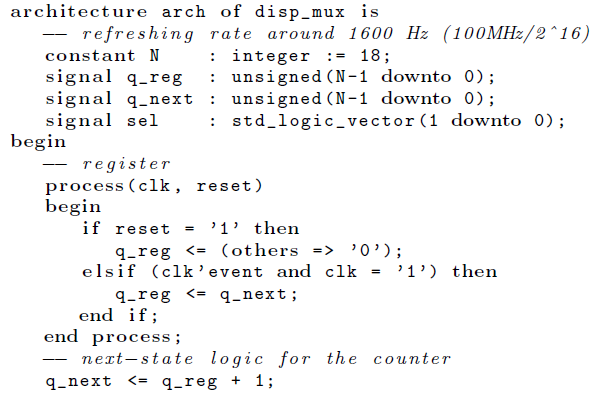 architecture arch of disp_mux is
   -- refreshing rate around 1600 Hz (100MHz/2^16)
   constant N      : integer := 18;
   signal q_reg  : unsigned(N-1 downto 0);
   signal q_next : unsigned(N-1 downto 0);
   signal sel    : std_logic_vector(1 downto 0);
begin
   -- register
   process(clk, reset)
   begin
      if reset = '1' then
         q_reg <= (others => '0');
      elsif (clk'event and clk = '1') then
         q_reg <= q_next;
      end if;
   end process;
   -- next-state logic for the counter
   q_next <= q_reg + 1;